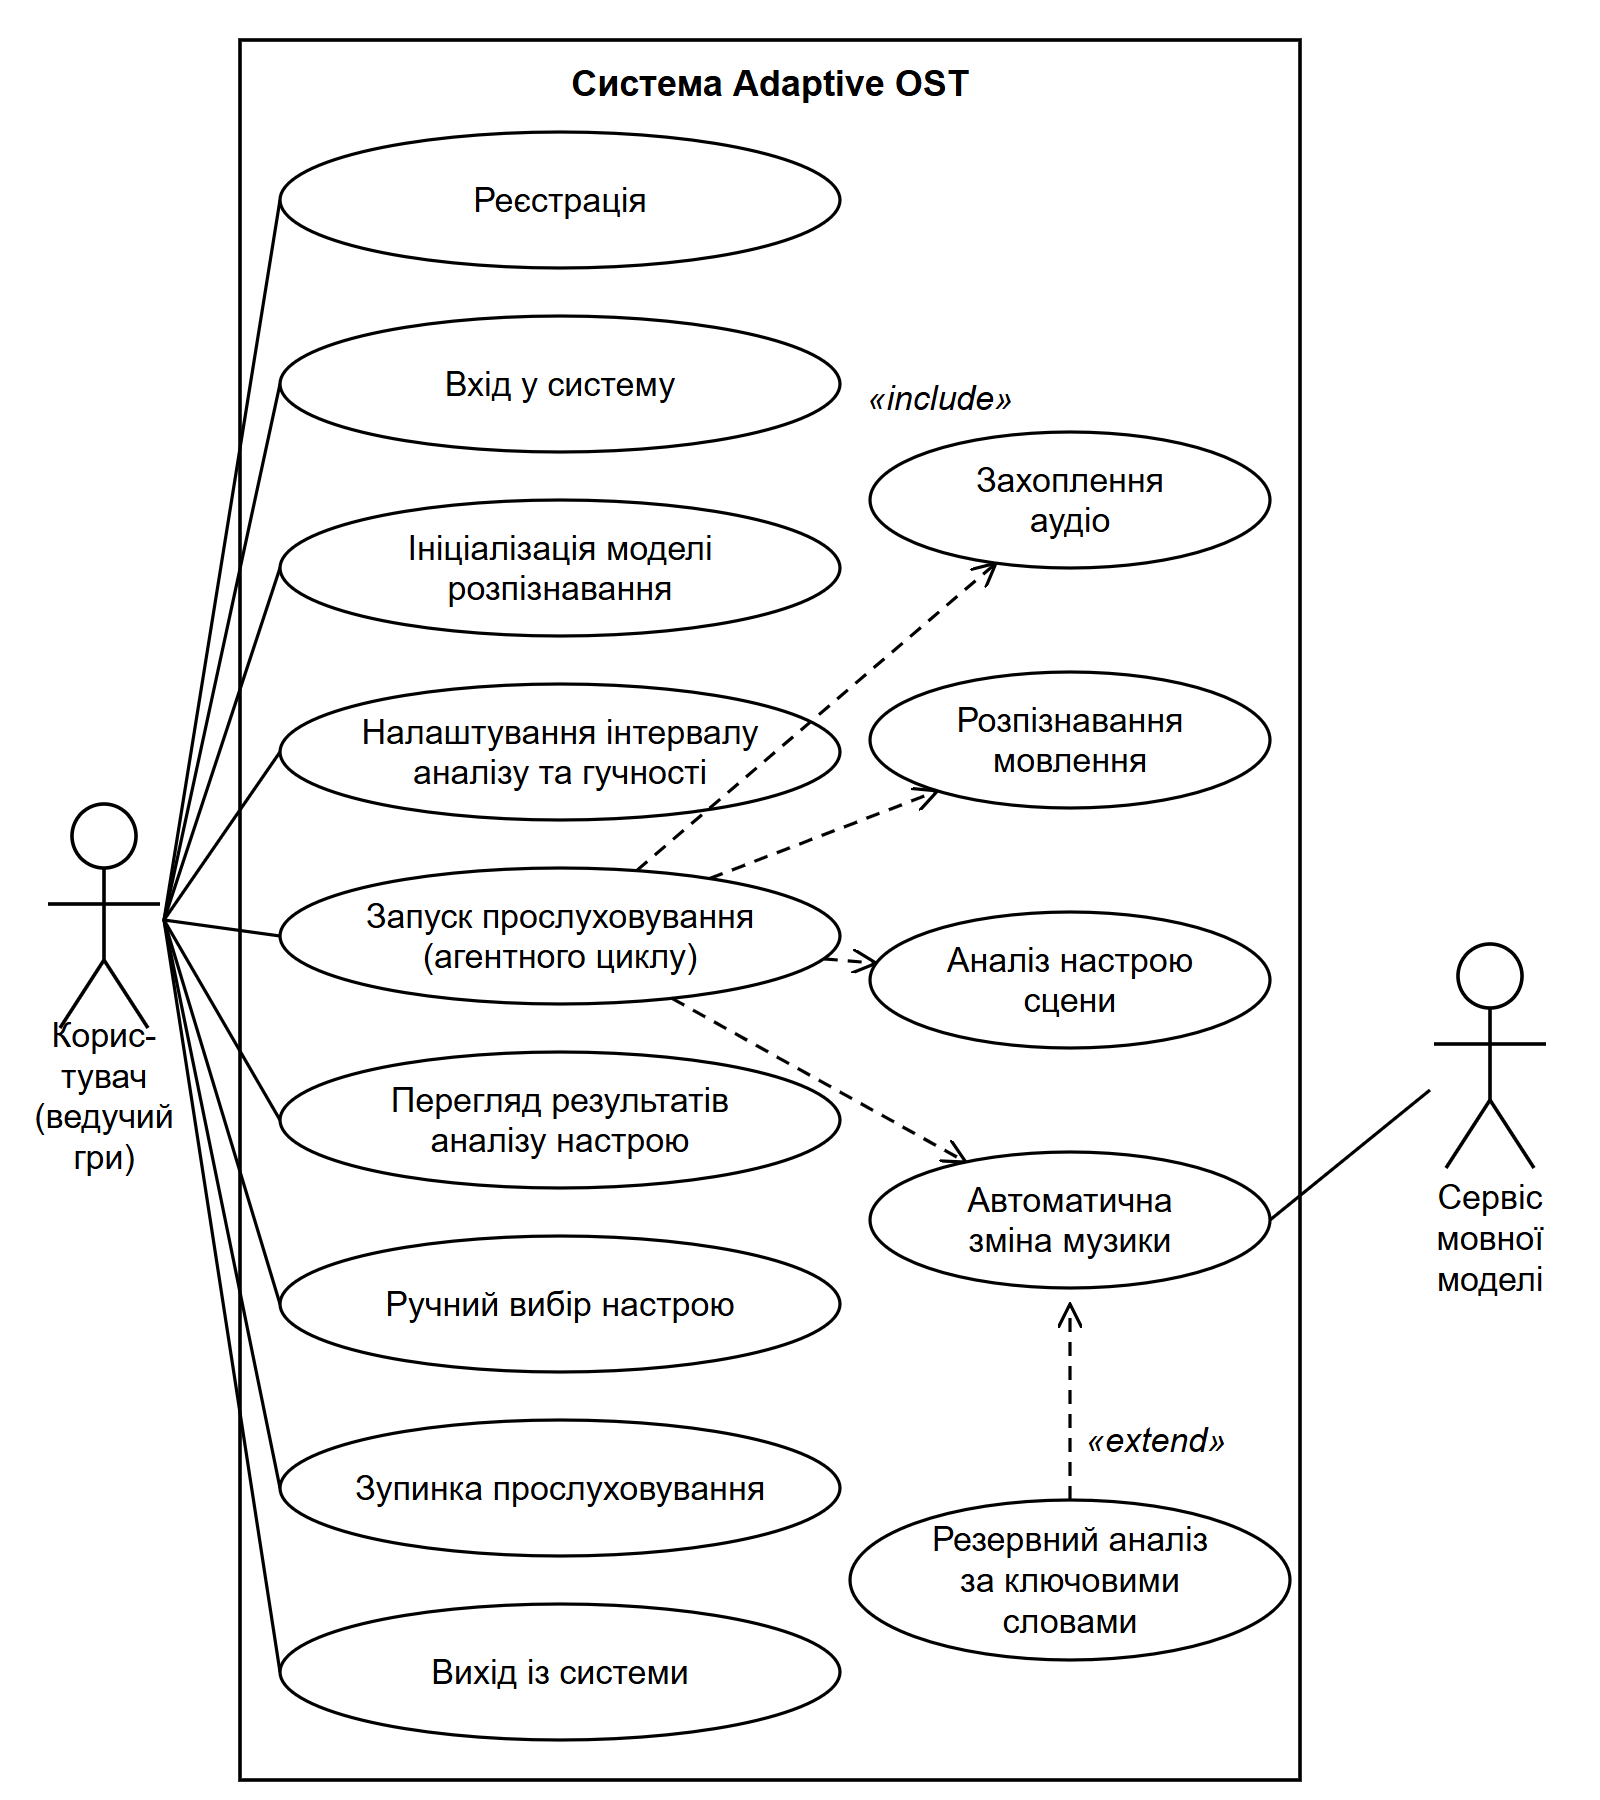 Система Adaptive OST
Реєстрація
Вхід у систему
«include»
Захоплення
аудіо
Ініціалізація моделі
розпізнавання
Налаштування інтервалу
аналізу та гучності
Розпізнавання
мовлення
Запуск прослуховування
(агентного циклу)
Аналіз настрою
сцени
Корис-
тувач
(ведучий
гри)
Перегляд результатів
аналізу настрою
Автоматична
зміна музики
Сервіс
мовної
моделі
Ручний вибір настрою
«extend»
Зупинка прослуховування
Резервний аналіз
за ключовими
словами
Вихід із системи